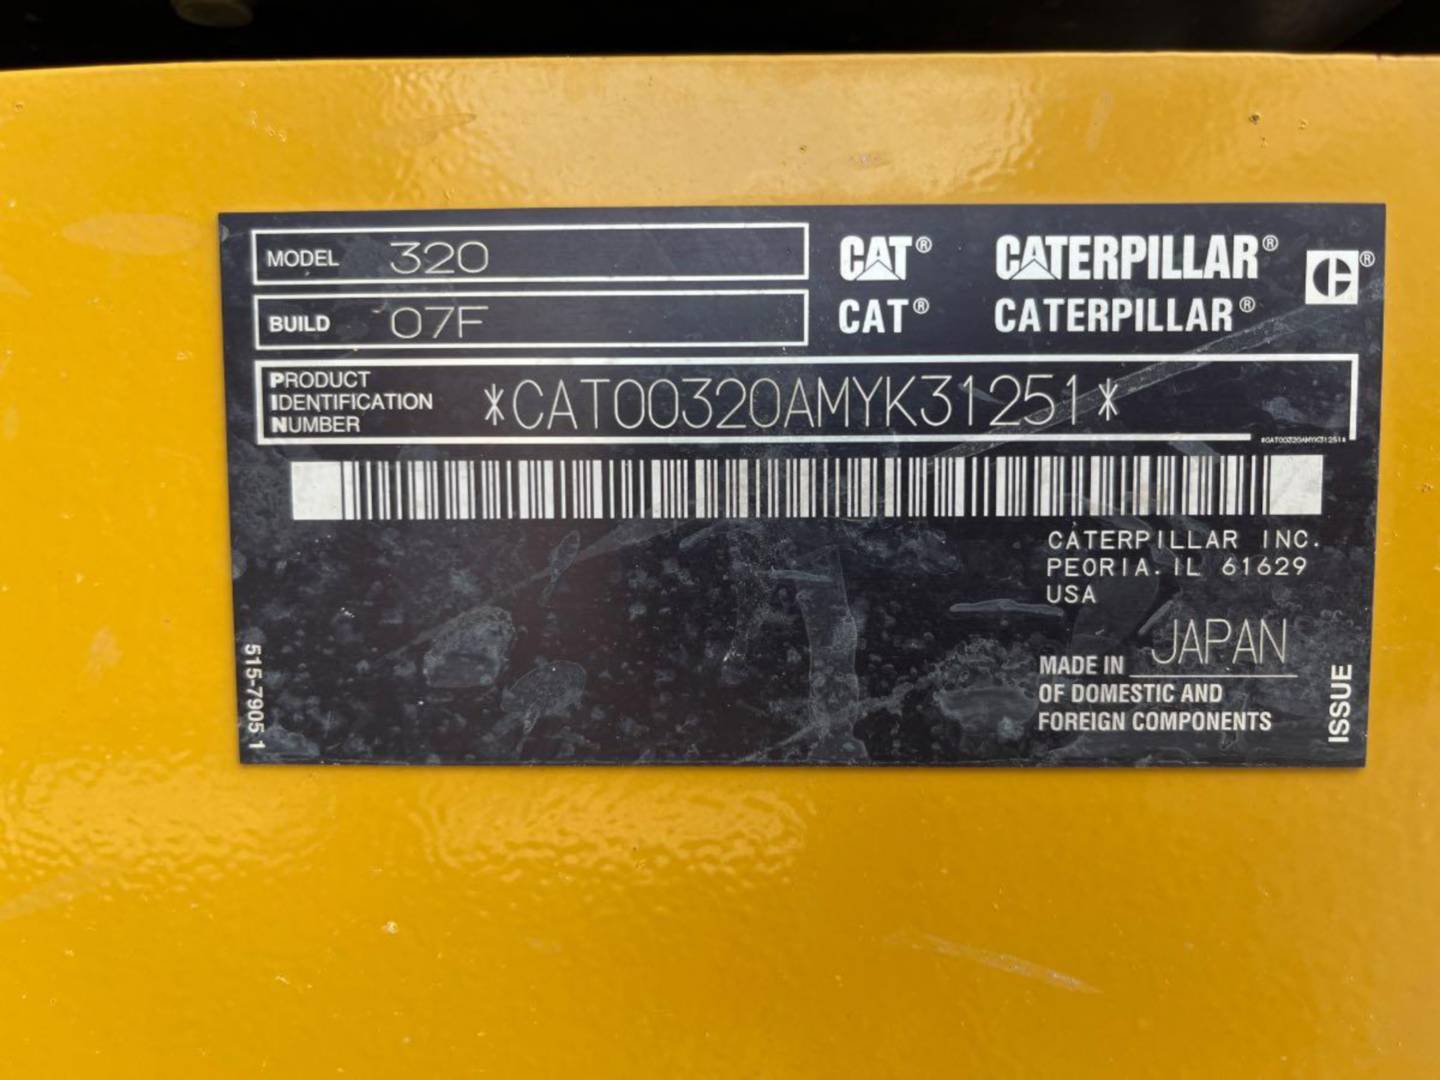 MODEL 320
BUILD 07F
CAT® CATERPILLAR® ®
CAT® CATERPILLAR®
PRODUCT
IDENTIFICATION
NUMBER
*CAT00320AMYK31251*
*CAT00320AMYK31251*
CATERPILLAR INC.
PEORIA. IL 61629
USA
MADE IN JAPAN
OF DOMESTIC AND
FOREIGN COMPONENTS
515-7905 1
ISSUE